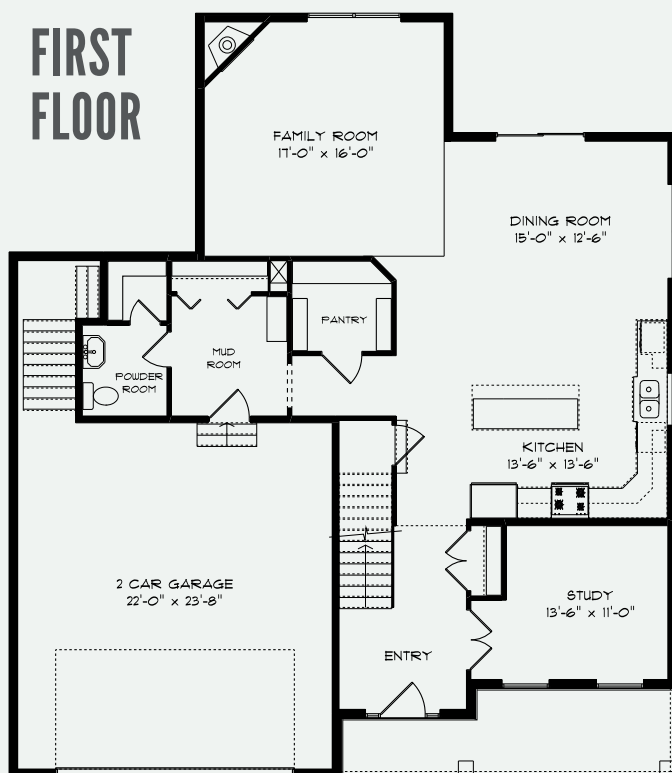 FIRST
FLOOR
FAMILY ROOM
17'-0" x 16'-0"
DINING ROOM
15'-0" x 12'-6"
PANTRY
MUD
ROOM
POWDER
ROOM
KITCHEN
13'-6" x 13'-6"
2 CAR GARAGE
22'-0" x 23'-8"
STUDY
13'-6" x 11'-0"
ENTRY